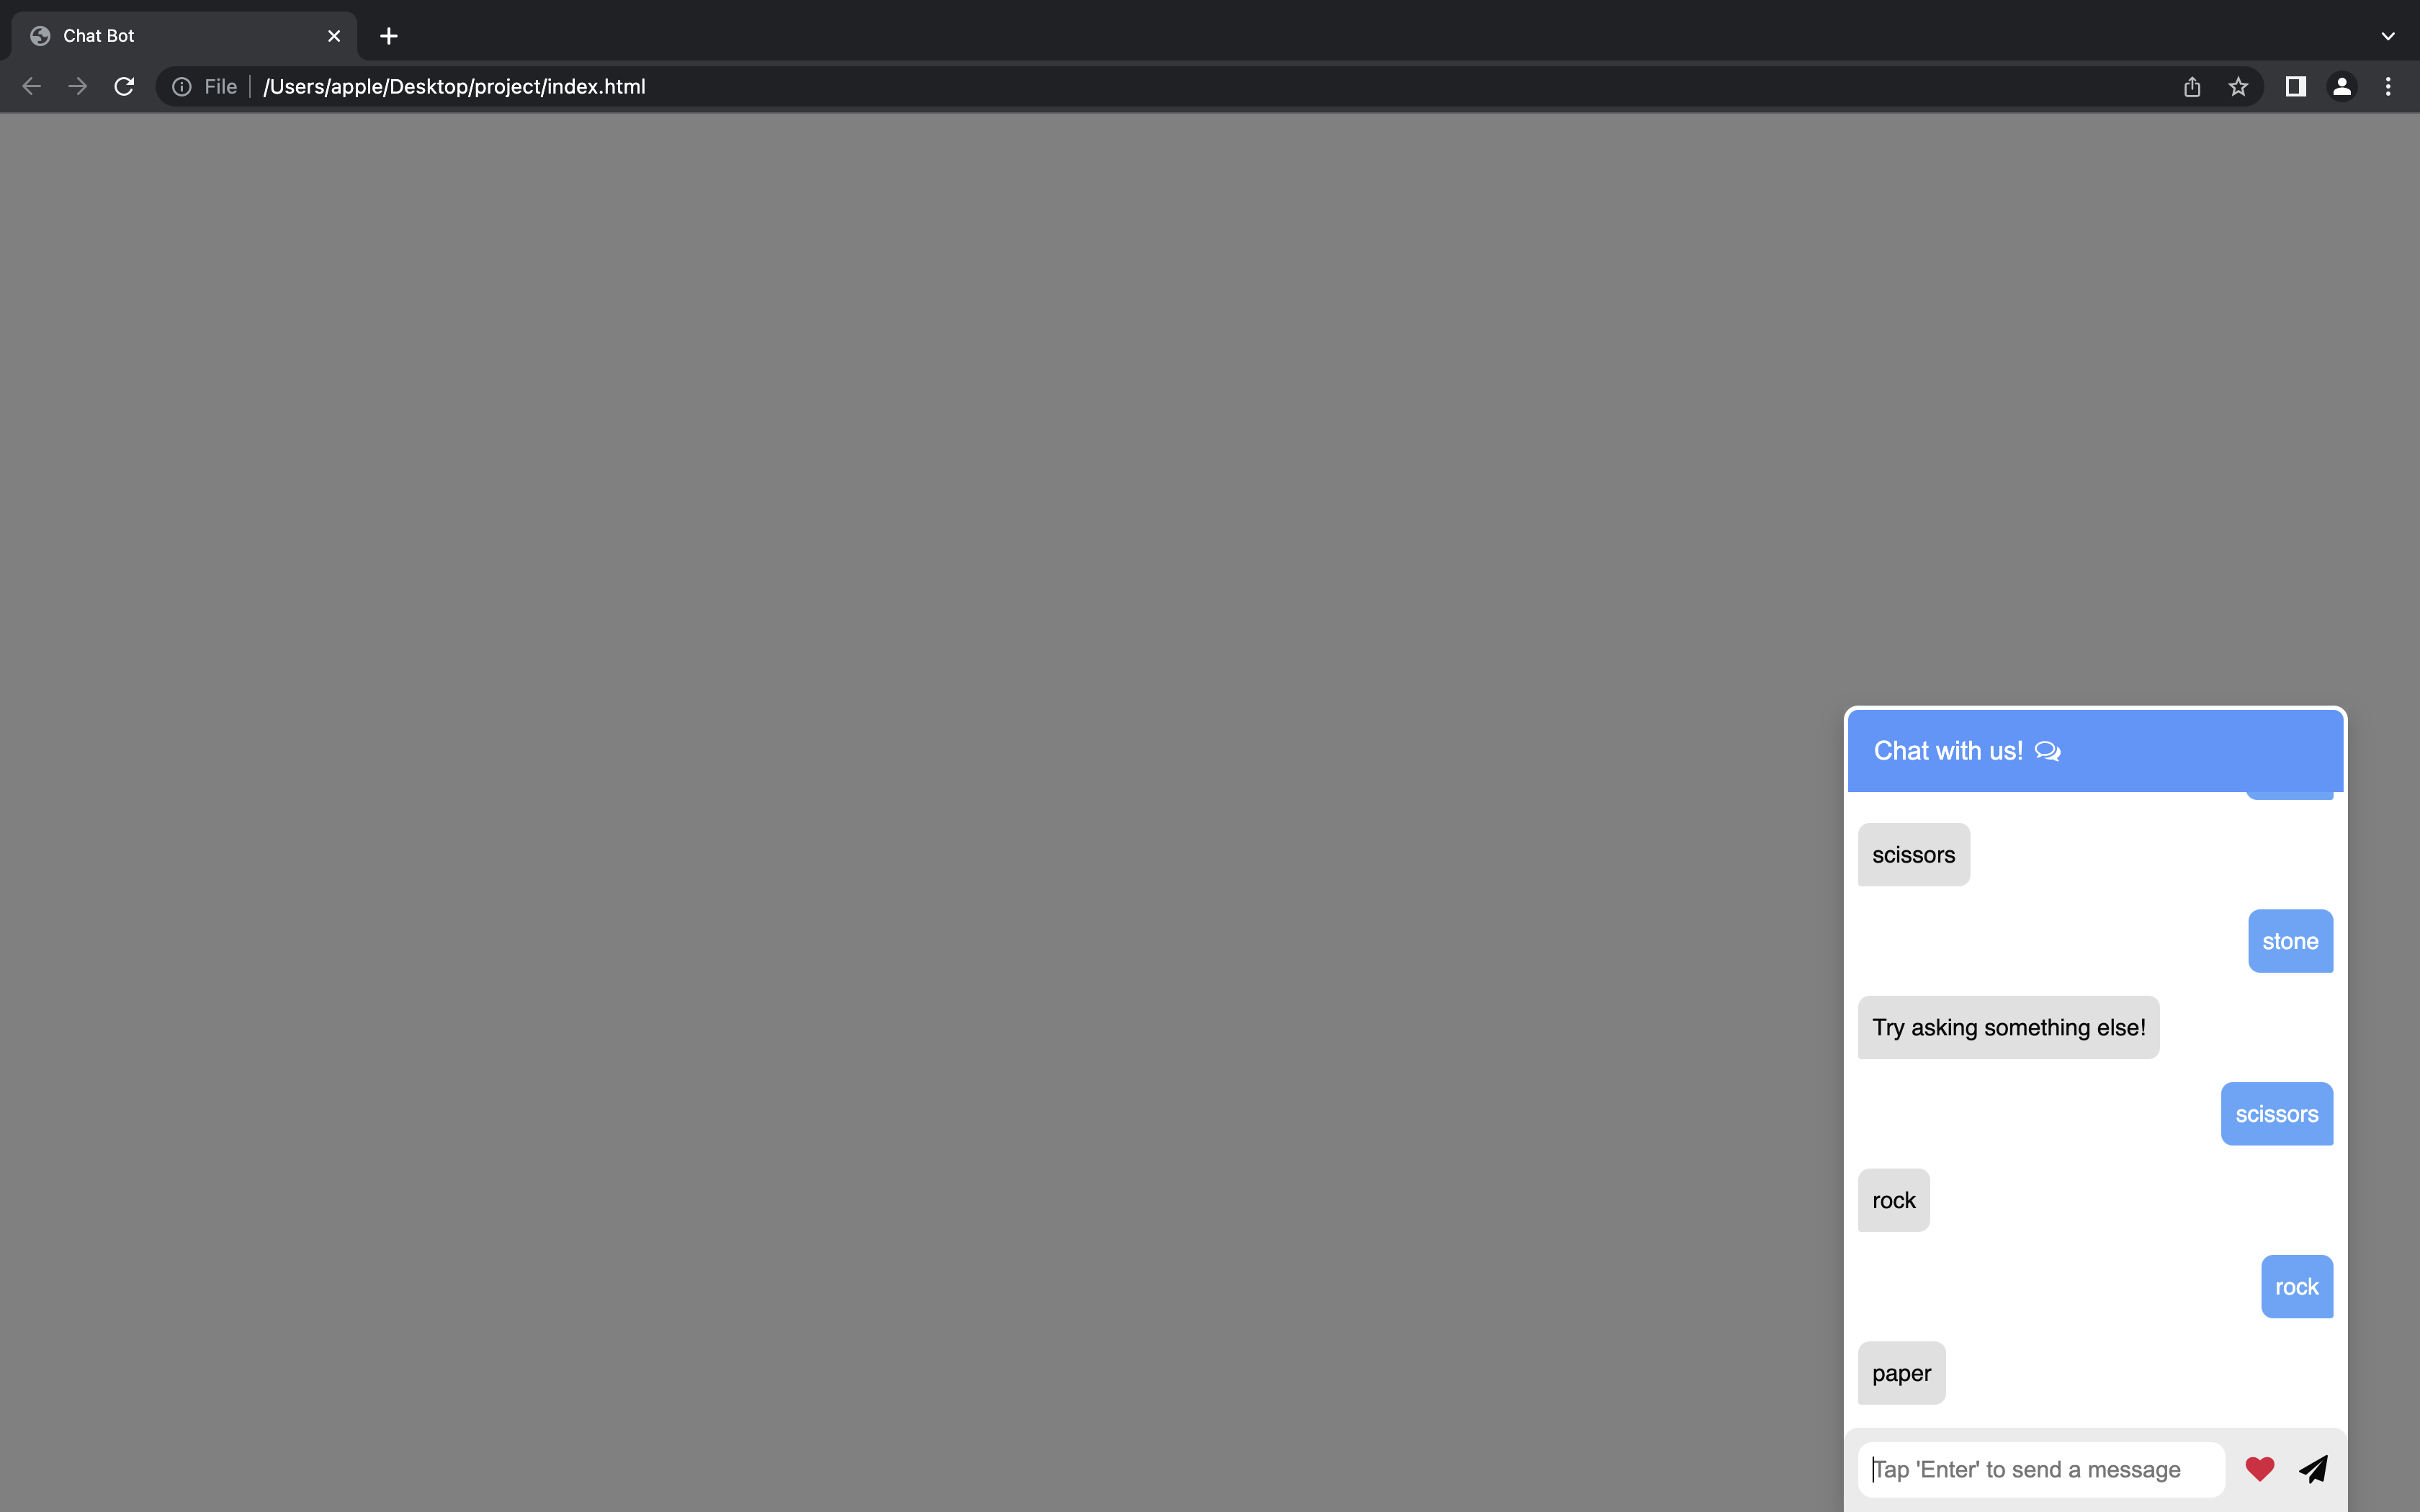 Chat Bot
File
/Users/apple/Desktop/project/index.html
Chat with us!
scissors
stone
Try asking something else!
scissors
rock
rock
paper
Tap 'Enter' to send a message